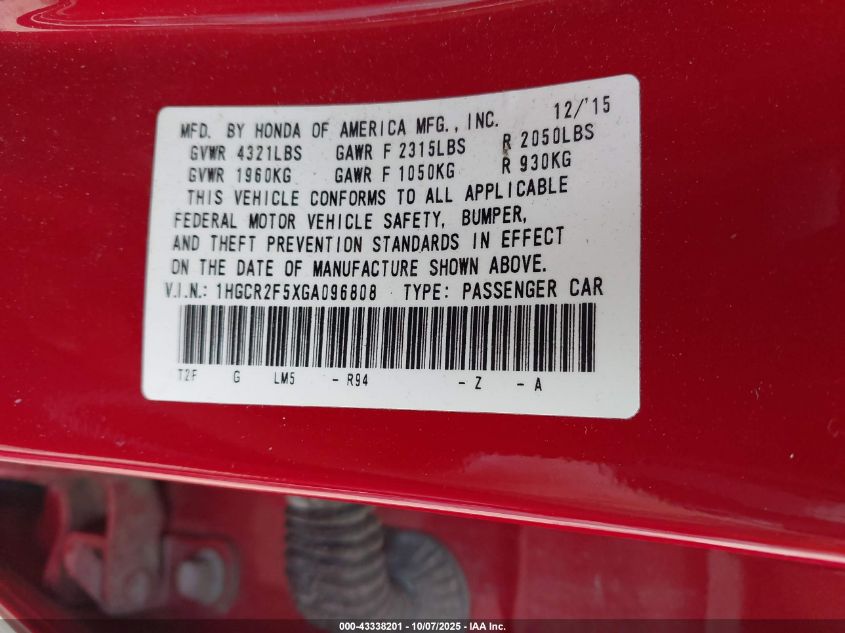 MFD. BY HONDA OF AMERICA MFG., INC. 12/'15
GVWR 4321LBS GAWR F 2315LBS R 2050LBS
GVWR 1960KG GAWR F 1050KG R 930KG
THIS VEHICLE CONFORMS TO ALL APPLICABLE
FEDERAL MOTOR VEHICLE SAFETY, BUMPER,
AND THEFT PREVENTION STANDARDS IN EFFECT
ON THE DATE OF MANUFACTURE SHOWN ABOVE.
V.I.N.: 1HGCR2F5XGA096808 TYPE: PASSENGER CAR
T2F G LM5 - R94 - Z - A
000-43338201 | 10/07/2025 | IAA Inc.